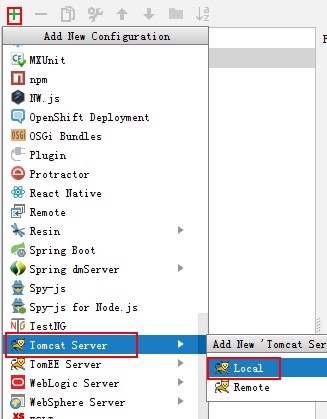 Add New Configuration
MXUnit
npm
NW.js
OpenShift Deployment
OSGi Bundles
Plugin
Protractor
React Native
Remote
Resin
Spring Boot
Spring dmServer
Spy-js
Spy-js for Node.js
TestNG
Tomcat Server
Add New 'Tomcat Ser
TomEE Server
Local
WebLogic Server
Remote
WebSphere Server